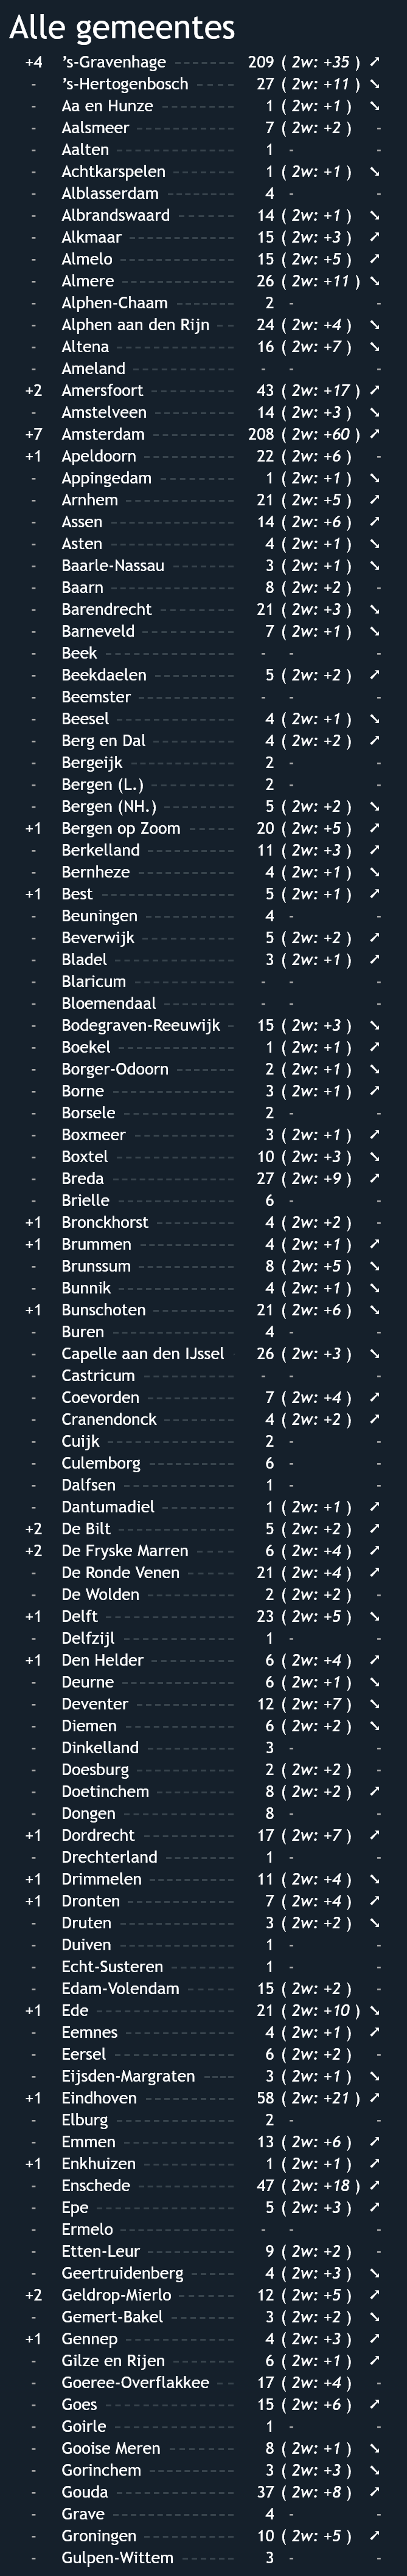 Alle gemeentes
+4 ’s-Gravenhage 209 ( 2w: +35 ) ➚
- ’s-Hertogenbosch 27 ( 2w: +11 ) ➘
- Aa en Hunze 1 ( 2w: +1 ) ➘
- Aalsmeer 7 ( 2w: +2 ) -
- Aalten 1 - -
- Achtkarspelen 1 ( 2w: +1 ) ➘
- Alblasserdam 4 - -
- Albrandswaard 14 ( 2w: +1 ) ➘
- Alkmaar 15 ( 2w: +3 ) ➚
- Almelo 15 ( 2w: +5 ) ➚
- Almere 26 ( 2w: +11 ) ➘
- Alphen-Chaam 2 - -
- Alphen aan den Rijn 24 ( 2w: +4 ) ➘
- Altena 16 ( 2w: +7 ) ➘
- Ameland - - -
+2 Amersfoort 43 ( 2w: +17 ) ➚
- Amstelveen 14 ( 2w: +3 ) ➘
+7 Amsterdam 208 ( 2w: +60 ) ➚
+1 Apeldoorn 22 ( 2w: +6 ) -
- Appingedam 1 ( 2w: +1 ) ➘
- Arnhem 21 ( 2w: +5 ) ➚
- Assen 14 ( 2w: +6 ) ➚
- Asten 4 ( 2w: +1 ) ➘
- Baarle-Nassau 3 ( 2w: +1 ) ➘
- Baarn 8 ( 2w: +2 ) -
- Barendrecht 21 ( 2w: +3 ) ➘
- Barneveld 7 ( 2w: +1 ) ➘
- Beek - - -
- Beekdaelen 5 ( 2w: +2 ) ➚
- Beemster - - -
- Beesel 4 ( 2w: +1 ) ➘
- Berg en Dal 4 ( 2w: +2 ) ➚
- Bergeijk 2 - -
- Bergen (L.) 2 - -
- Bergen (NH.) 5 ( 2w: +2 ) ➘
+1 Bergen op Zoom 20 ( 2w: +5 ) ➚
- Berkelland 11 ( 2w: +3 ) ➚
- Bernheze 4 ( 2w: +1 ) ➘
+1 Best 5 ( 2w: +1 ) ➚
- Beuningen 4 - -
- Beverwijk 5 ( 2w: +2 ) ➚
- Bladel 3 ( 2w: +1 ) ➚
- Blaricum - - -
- Bloemendaal - - -
- Bodegraven-Reeuwijk 15 ( 2w: +3 ) ➘
- Boekel 1 ( 2w: +1 ) ➚
- Borger-Odoorn 2 ( 2w: +1 ) ➘
- Borne 3 ( 2w: +1 ) ➚
- Borsele 2 - -
- Boxmeer 3 ( 2w: +1 ) ➚
- Boxtel 10 ( 2w: +3 ) ➘
- Breda 27 ( 2w: +9 ) ➚
- Brielle 6 - -
+1 Bronckhorst 4 ( 2w: +2 ) -
+1 Brummen 4 ( 2w: +1 ) ➚
- Brunssum 8 ( 2w: +5 ) ➘
- Bunnik 4 ( 2w: +1 ) ➘
+1 Bunschoten 21 ( 2w: +6 ) ➘
- Buren 4 - -
- Capelle aan den IJssel 26 ( 2w: +3 ) ➘
- Castricum - - -
- Coevorden 7 ( 2w: +4 ) ➚
- Cranendonck 4 ( 2w: +2 ) ➚
- Cuijk 2 - -
- Culemborg 6 - -
- Dalfsen 1 - -
- Dantumadiel 1 ( 2w: +1 ) ➚
+2 De Bilt 5 ( 2w: +2 ) ➚
+2 De Fryske Marren 6 ( 2w: +4 ) ➚
- De Ronde Venen 21 ( 2w: +4 ) ➚
- De Wolden 2 ( 2w: +2 ) -
+1 Delft 23 ( 2w: +5 ) ➘
- Delfzijl 1 - -
+1 Den Helder 6 ( 2w: +4 ) ➚
- Deurne 6 ( 2w: +1 ) ➘
- Deventer 12 ( 2w: +7 ) ➘
- Diemen 6 ( 2w: +2 ) ➘
- Dinkelland 3 - -
- Doesburg 2 ( 2w: +2 ) -
- Doetinchem 8 ( 2w: +2 ) ➚
- Dongen 8 - -
+1 Dordrecht 17 ( 2w: +7 ) ➚
- Drechterland 1 - -
+1 Drimmelen 11 ( 2w: +4 ) ➘
+1 Dronten 7 ( 2w: +4 ) ➚
- Druten 3 ( 2w: +2 ) ➘
- Duiven 1 - -
- Echt-Susteren 1 - -
- Edam-Volendam 15 ( 2w: +2 ) -
+1 Ede 21 ( 2w: +10 ) ➘
- Eemnes 4 ( 2w: +1 ) ➚
- Eersel 6 ( 2w: +2 ) -
- Eijsden-Margraten 3 ( 2w: +1 ) ➘
+1 Eindhoven 58 ( 2w: +21 ) ➚
- Elburg 2 - -
- Emmen 13 ( 2w: +6 ) ➚
+1 Enkhuizen 1 ( 2w: +1 ) ➚
- Enschede 47 ( 2w: +18 ) ➚
- Epe 5 ( 2w: +3 ) ➚
- Ermelo - - -
- Etten-Leur 9 ( 2w: +2 ) -
- Geertruidenberg 4 ( 2w: +3 ) ➘
+2 Geldrop-Mierlo 12 ( 2w: +5 ) ➚
- Gemert-Bakel 3 ( 2w: +2 ) ➘
+1 Gennep 4 ( 2w: +3 ) ➚
- Gilze en Rijen 6 ( 2w: +1 ) ➚
- Goeree-Overflakkee 17 ( 2w: +4 ) -
- Goes 15 ( 2w: +6 ) ➚
- Goirle 1 - -
- Gooise Meren 8 ( 2w: +1 ) ➘
- Gorinchem 3 ( 2w: +3 ) ➘
- Gouda 37 ( 2w: +8 ) ➚
- Grave 4 - -
- Groningen 10 ( 2w: +5 ) ➚
- Gulpen-Wittem 3 - -